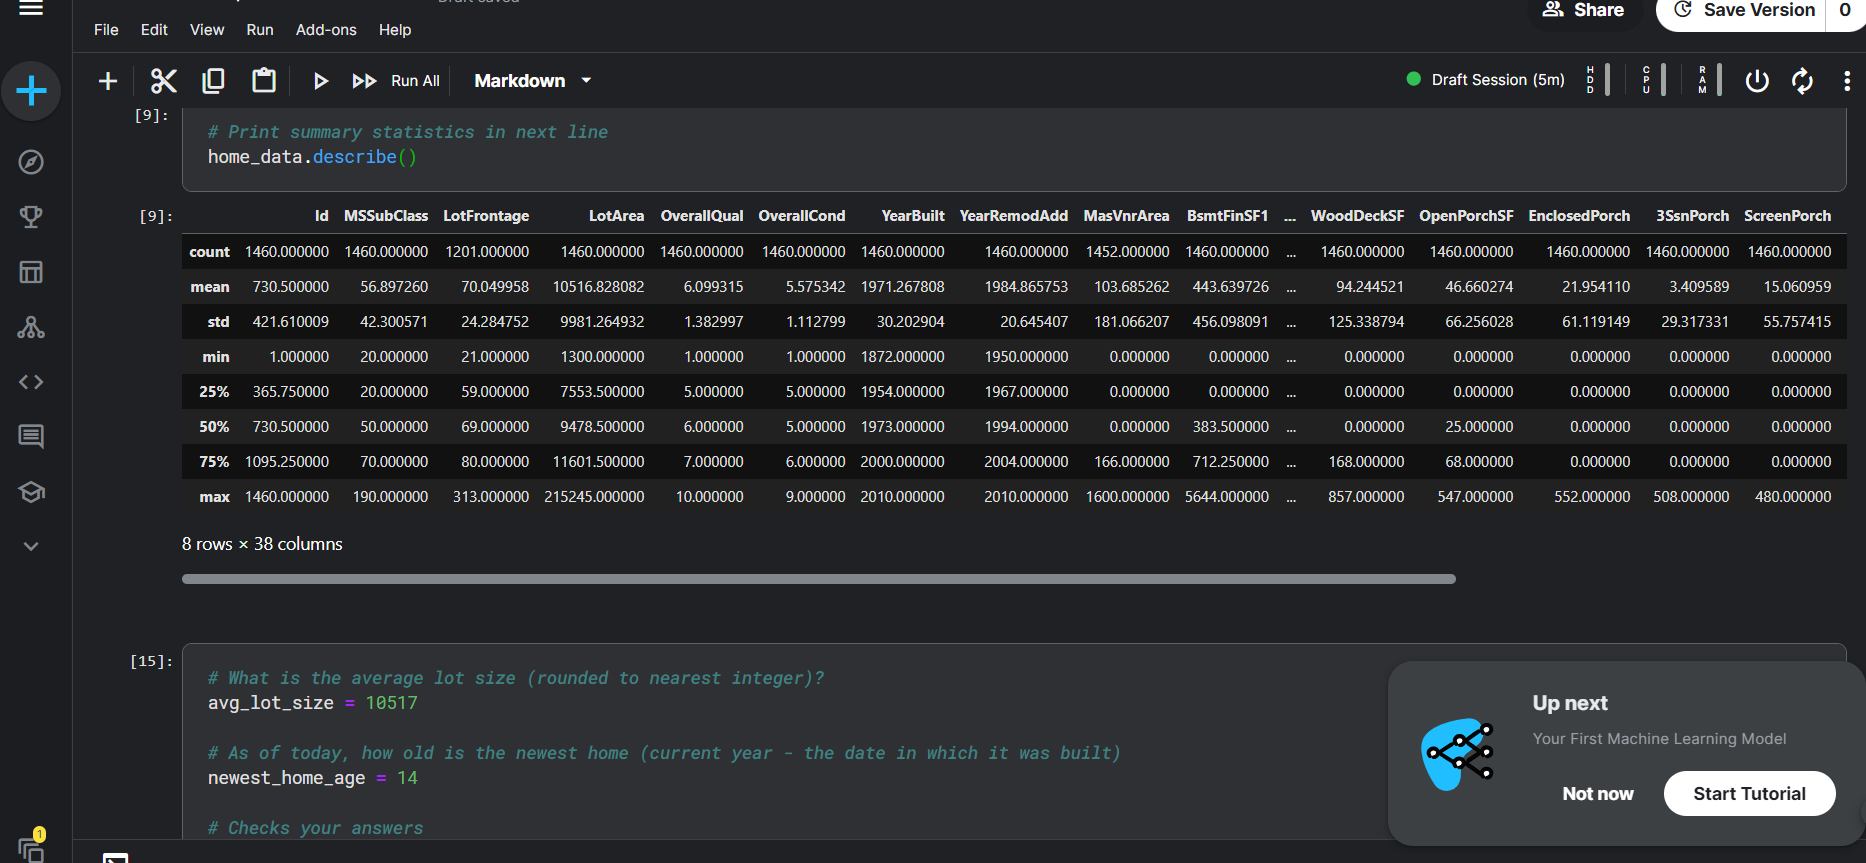 Share
Save Version
0
File Edit View Run Add-ons Help
Run All
Markdown
Draft Session (5m)
HDD
CPU
RAM
[9]:
# Print summary statistics in next line
home_data.describe()
[9]:
Id MSSubClass LotFrontage LotArea OverallQual OverallCond YearBuilt YearRemodAdd MasVnrArea BsmtFinSF1 ... WoodDeckSF OpenPorchSF EnclosedPorch 3SsnPorch ScreenPorch
count 1460.000000 1460.000000 1201.000000 1460.000000 1460.000000 1460.000000 1460.000000 1460.000000 1452.000000 1460.000000 ... 1460.000000 1460.000000 1460.000000 1460.000000 1460.000000
mean 730.500000 56.897260 70.049958 10516.828082 6.099315 5.575342 1971.267808 1984.865753 103.685262 443.639726 ... 94.244521 46.660274 21.954110 3.409589 15.060959
std 421.610009 42.300571 24.284752 9981.264932 1.382997 1.112799 30.202904 20.645407 181.066207 456.098091 ... 125.338794 66.256028 61.119149 29.317331 55.757415
min 1.000000 20.000000 21.000000 1300.000000 1.000000 1.000000 1872.000000 1950.000000 0.000000 0.000000 ... 0.000000 0.000000 0.000000 0.000000 0.000000
25% 365.750000 20.000000 59.000000 7553.500000 5.000000 5.000000 1954.000000 1967.000000 0.000000 0.000000 ... 0.000000 0.000000 0.000000 0.000000 0.000000
50% 730.500000 50.000000 69.000000 9478.500000 6.000000 5.000000 1973.000000 1994.000000 0.000000 383.500000 ... 0.000000 25.000000 0.000000 0.000000 0.000000
75% 1095.250000 70.000000 80.000000 11601.500000 7.000000 6.000000 2000.000000 2004.000000 166.000000 712.250000 ... 168.000000 68.000000 0.000000 0.000000 0.000000
max 1460.000000 190.000000 313.000000 215245.000000 10.000000 9.000000 2010.000000 2010.000000 1600.000000 5644.000000 ... 857.000000 547.000000 552.000000 508.000000 480.000000
8 rows × 38 columns
[15]:
# What is the average lot size (rounded to nearest integer)?
avg_lot_size = 10517
# As of today, how old is the newest home (current year - the date in which it was built)
newest_home_age = 14
# Checks your answers
Up next
Your First Machine Learning Model
Not now
Start Tutorial
1